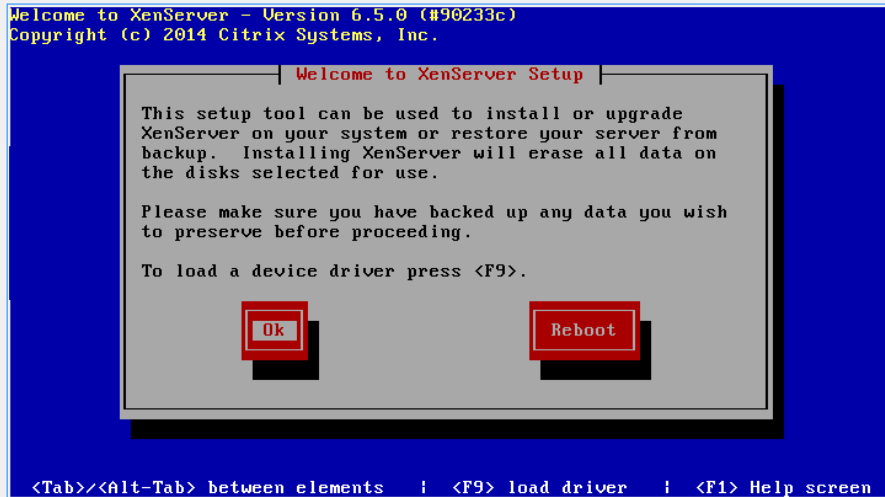 Welcome to XenServer - Version 6.5.0 (#90233c)
Copyright (c) 2014 Citrix Systems, Inc.
Welcome to XenServer Setup
This setup tool can be used to install or upgrade
XenServer on your system or restore your server from
backup.  Installing XenServer will erase all data on
the disks selected for use.
Please make sure you have backed up any data you wish
to preserve before proceeding.
To load a device driver press <F9>.
Ok
Reboot
<Tab>/<Alt-Tab> between elements   |   <F9> load driver   |   <F1> Help screen